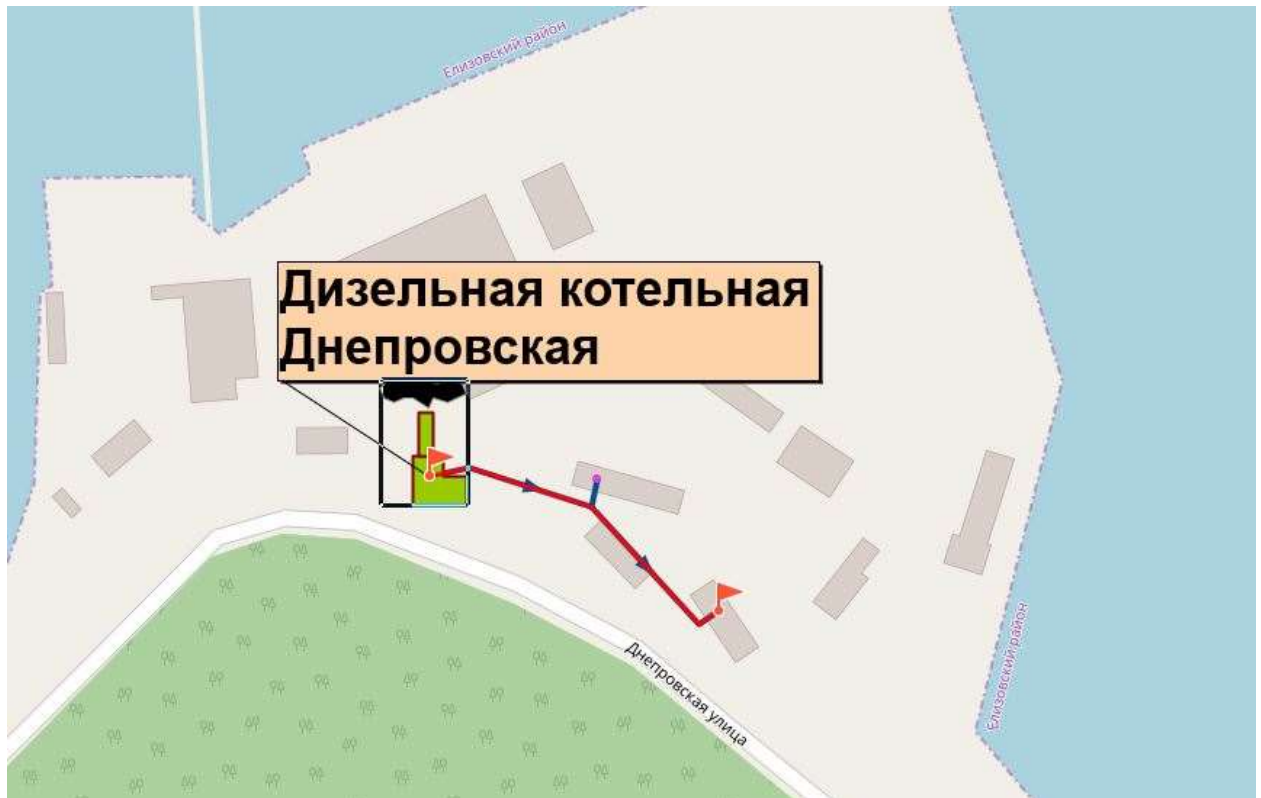 Елизовский район
Дизельная котельная
Днепровская
Елизовский район
Днепровская улица